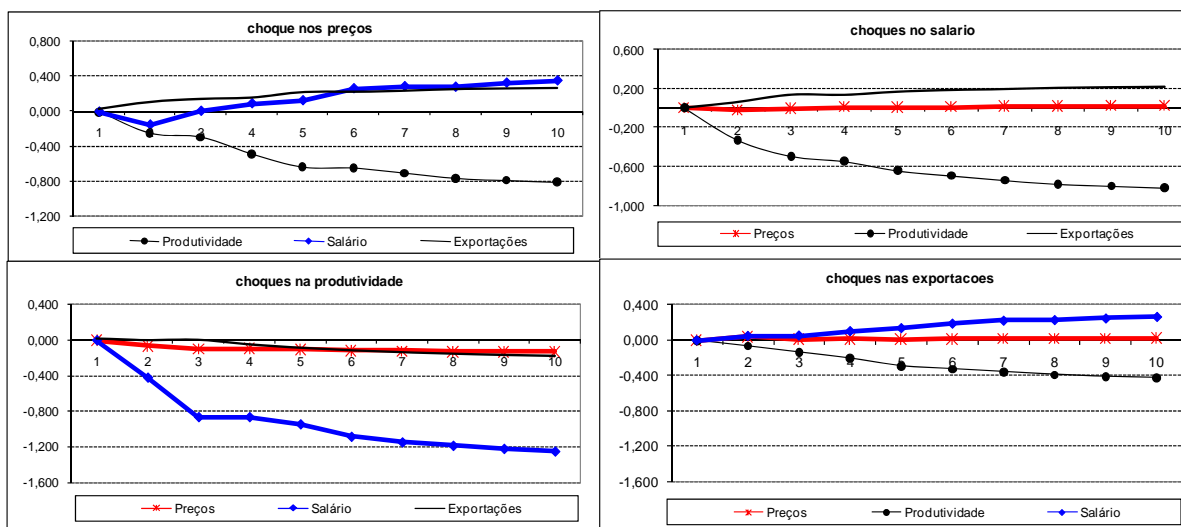 choque nos preços
0,800
0,400
0,000
-0,400
-0,800
-1,200
1 2 3 4 5 6 7 8 9 10
Produtividade Salário Exportações
choques no salario
0,600
0,200
-0,200
-0,600
-1,000
1 2 3 4 5 6 7 8 9 10
Preços Produtividade Exportações
choques na produtividade
0,400
0,000
-0,400
-0,800
-1,200
-1,600
1 2 3 4 5 6 7 8 9 10
Preços Salário Exportações
choques nas exportacoes
0,400
0,000
-0,400
-0,800
-1,200
-1,600
1 2 3 4 5 6 7 8 9 10
Preços Produtividade Salário